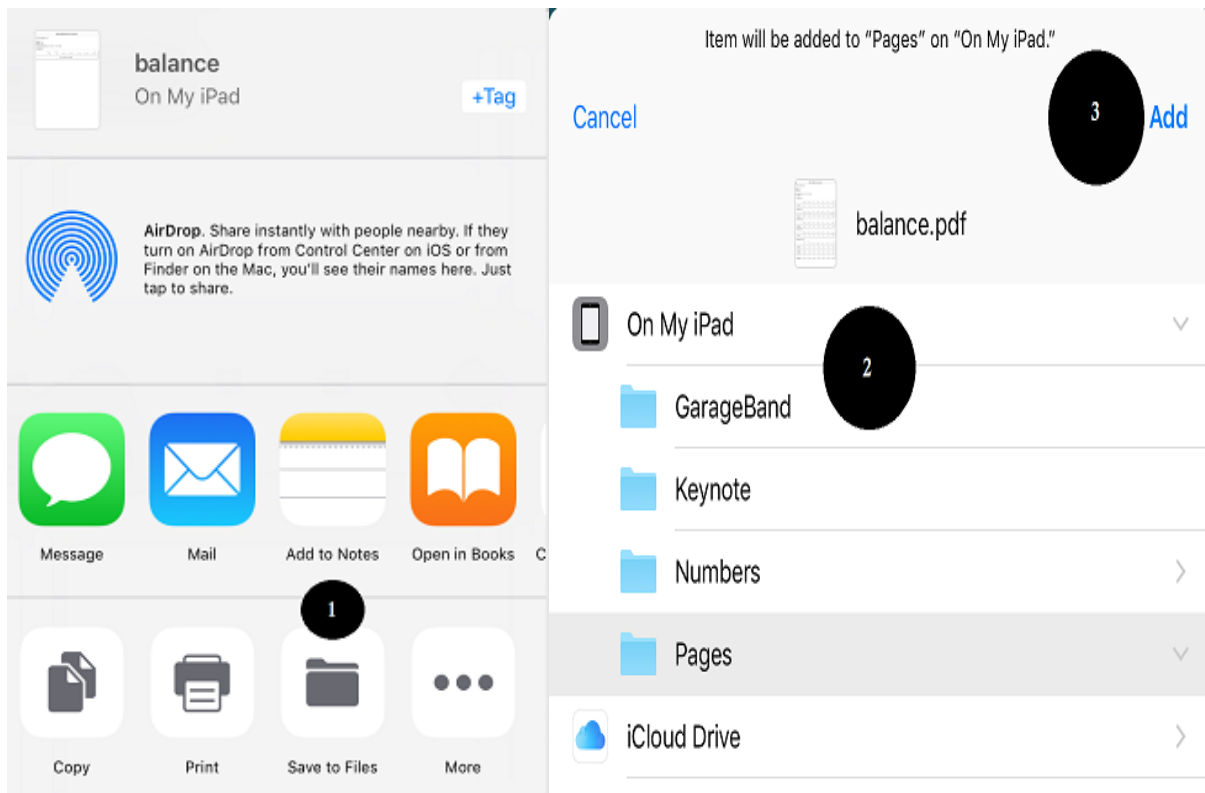 balance
On My iPad
+Tag
AirDrop. Share instantly with people nearby. If they
turn on AirDrop from Control Center on iOS or from
Finder on the Mac, you'll see their names here. Just
tap to share.
Message
Mail
Add to Notes
Open in Books
C
1
Copy
Print
Save to Files
More
Item will be added to “Pages” on “On My iPad.”
Cancel
3
Add
balance.pdf
On My iPad
2
GarageBand
Keynote
Numbers
Pages
iCloud Drive